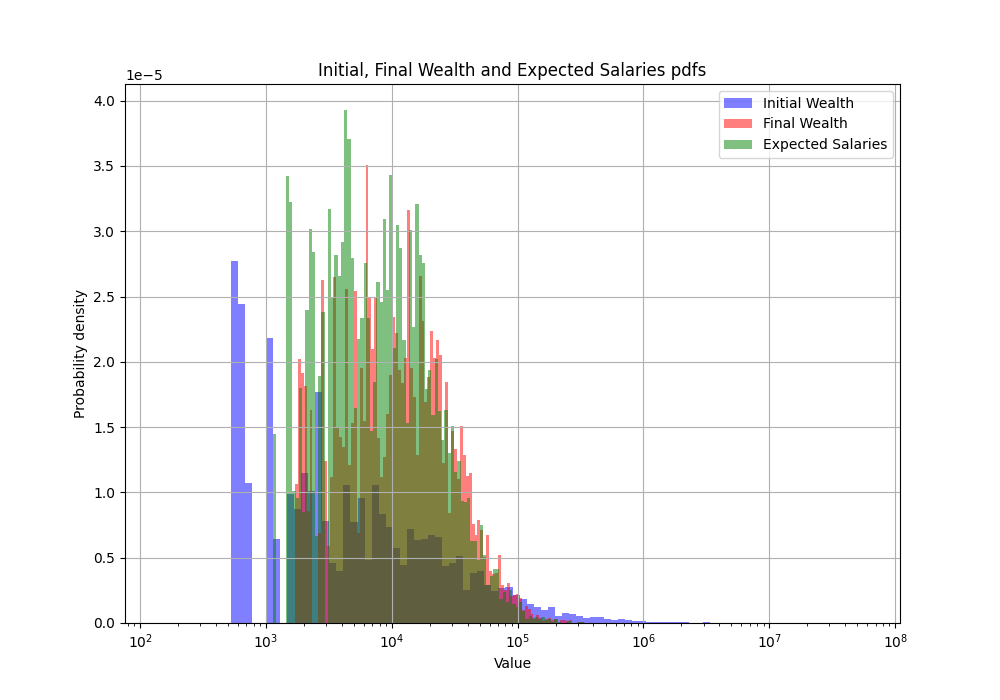 Initial, Final Wealth and Expected Salaries pdfs
1e−5
4.0
3.5
3.0
2.5
2.0
1.5
1.0
0.5
0.0
Probability density
Initial Wealth
Final Wealth
Expected Salaries
10² 10³ 10⁴ 10⁵ 10⁶ 10⁷ 10⁸
Value